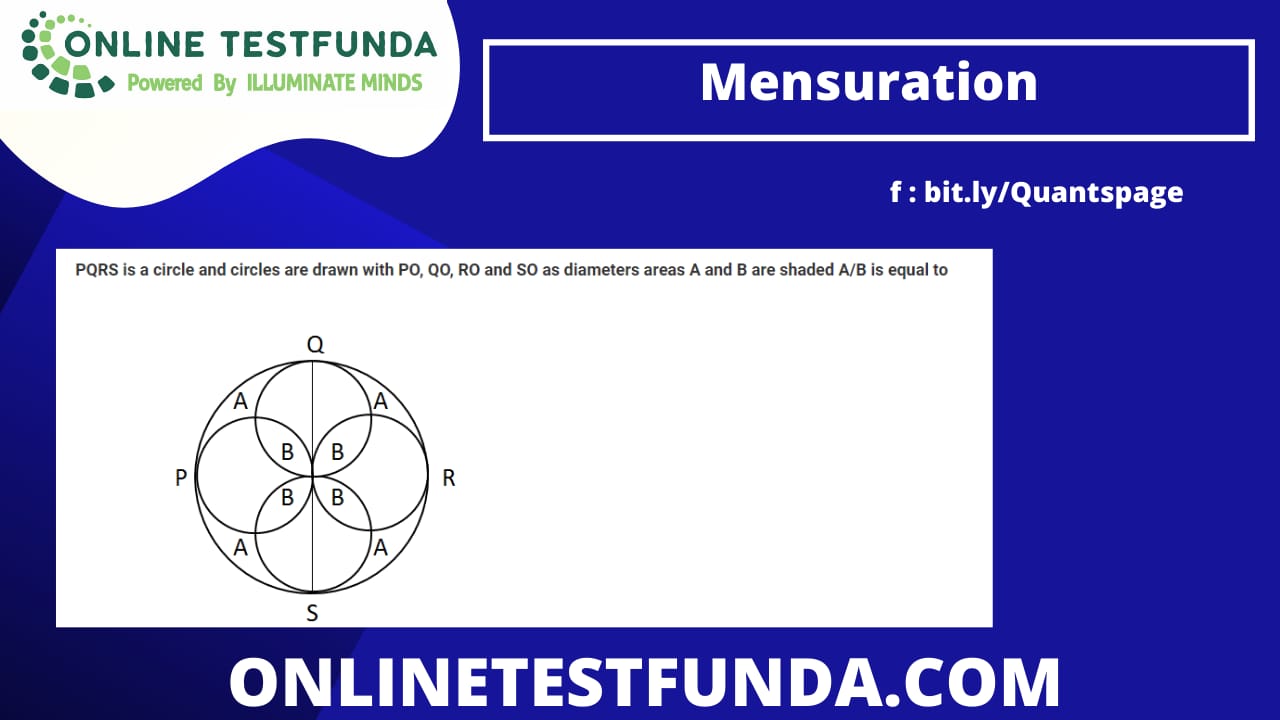 ONLINE TESTFUNDA
Powered By ILLUMINATE MINDS
Mensuration
f : bit.ly/Quantspage
PQRS is a circle and circles are drawn with PO, QO, RO and SO as diameters areas A and B are shaded A/B is equal to
Q
A A
B B
P R
B B
A A
S
ONLINETESTFUNDA.COM